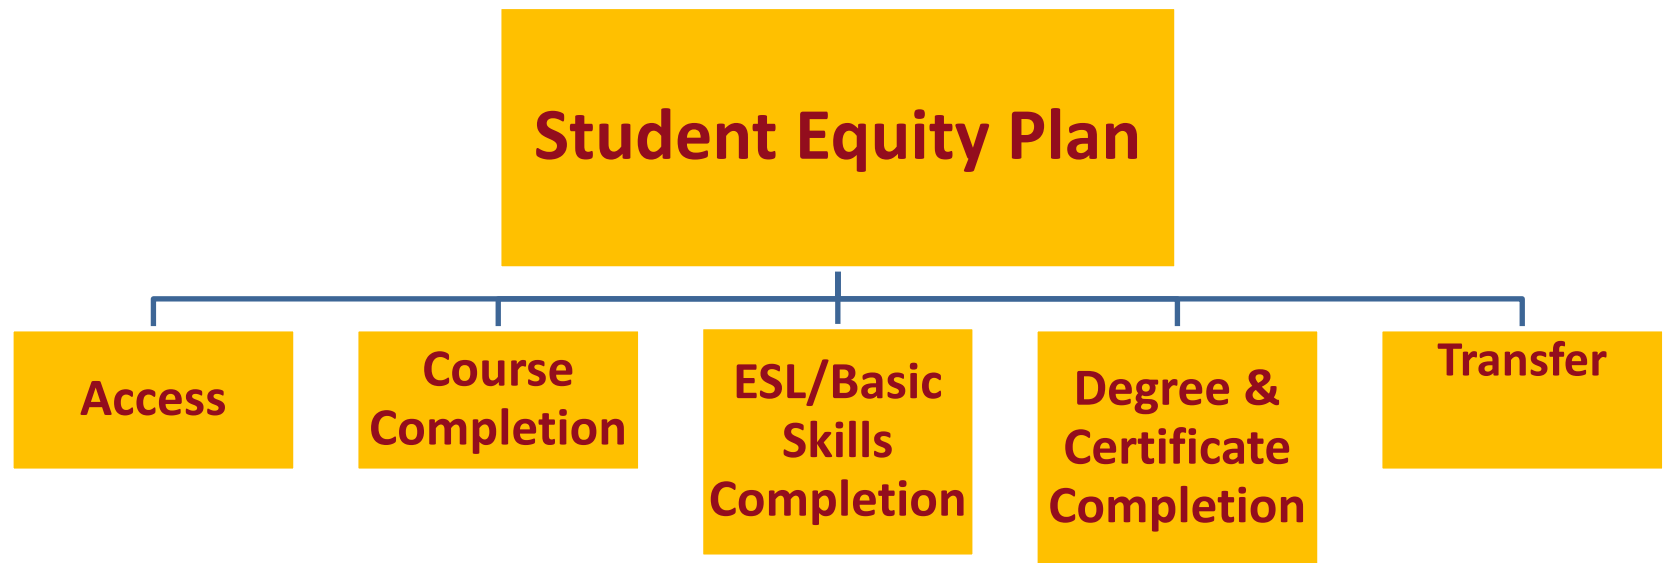 Student Equity Plan
Access
Course
Completion
ESL/Basic
Skills
Completion
Degree &
Certificate
Completion
Transfer